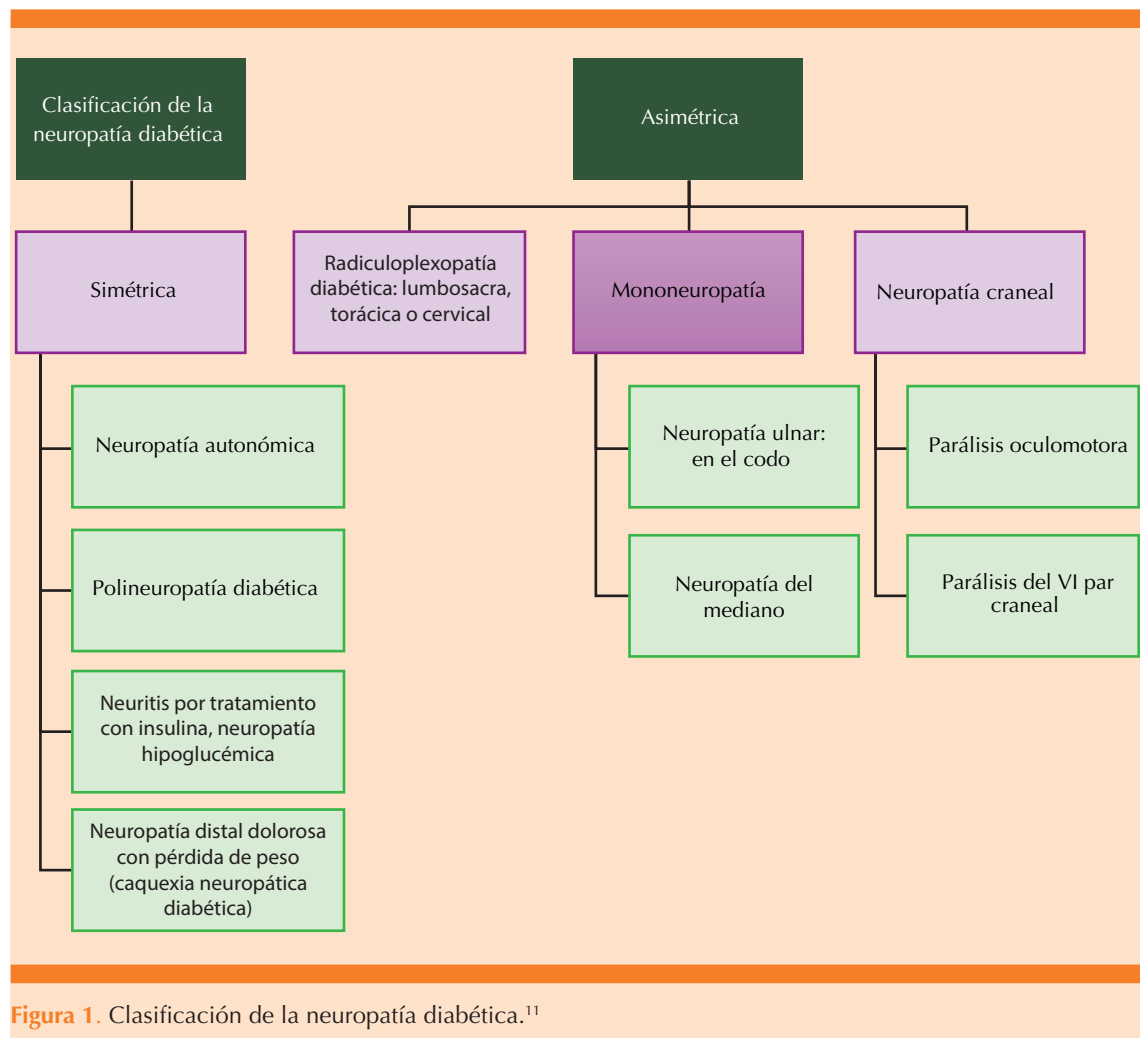 Clasificación de la
neuropatía diabética
Asimétrica
Simétrica
Radiculoplexopatía
diabética: lumbosacra,
torácica o cervical
Mononeuropatía
Neuropatía craneal
Neuropatía autonómica
Neuropatía ulnar:
en el codo
Parálisis oculomotora
Polineuropatía diabética
Neuropatía del
mediano
Parálisis del VI par
craneal
Neuritis por tratamiento
con insulina, neuropatía
hipoglucémica
Neuropatía distal dolorosa
con pérdida de peso
(caquexia neuropática
diabética)
Figura 1. Clasificación de la neuropatía diabética.¹¹